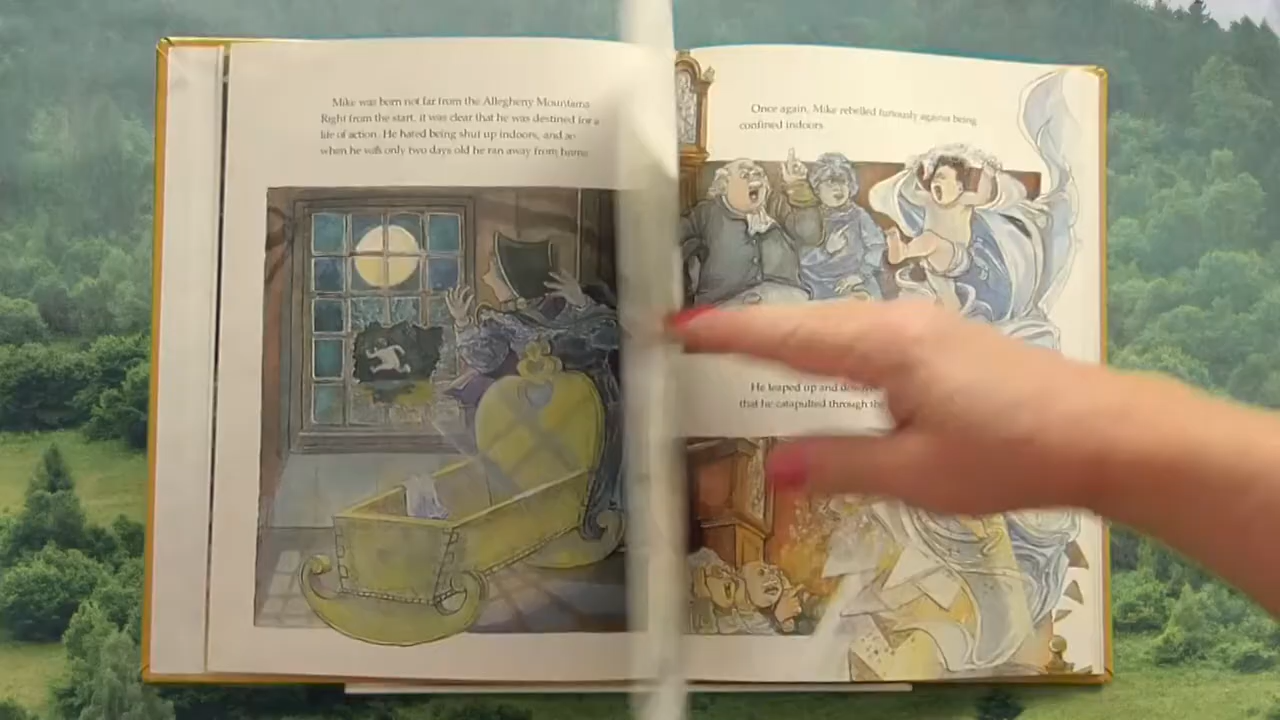 Mike was born not far from the Allegheny Mountains.
Right from the start, it was clear that he was destined for a
life of action. He hated being shut up indoors, and so
when he was only two days old he ran away from home.
Once again, Mike rebelled furiously against being
confined indoors.
He leaped up and down
that he catapulted through the